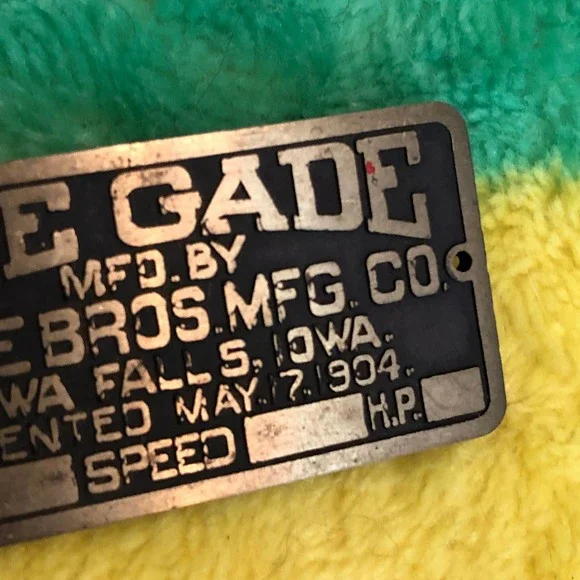 E GADE
MFD. BY
E BROS. MFG. CO.
WA FALLS, IOWA.
ENTED MAY. 17. 1904.
SPEED H.P.